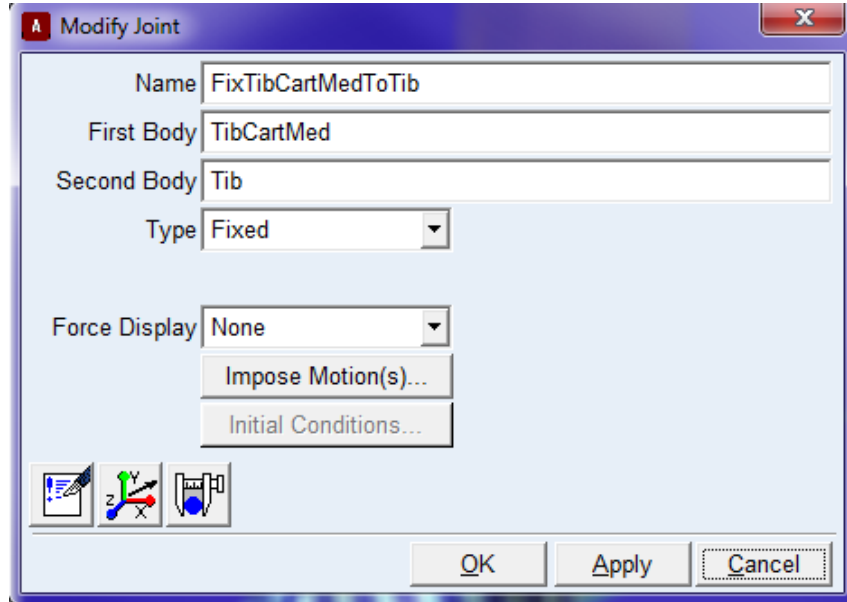 A Modify Joint x
Name FixTibCartMedToTib
First Body TibCartMed
Second Body Tib
Type Fixed
Force Display None
Impose Motion(s)...
Initial Conditions...
Z Y X
OK Apply Cancel